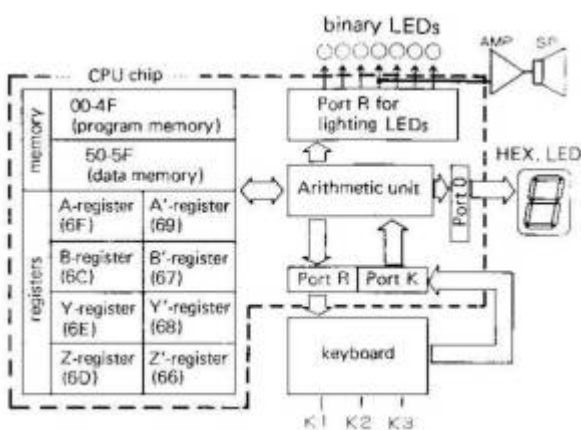 binary LEDs
AMP
SP
CPU chip
memory
00-4F
(program memory)
50-5F
(data memory)
Port R for
lighting LEDs
HEX, LED
Arithmetic unit
Port O
registers
A-register
(6F)
A'-register
(69)
B-register
(6C)
B'-register
(67)
Y-register
(6E)
Y'-register
(68)
Z-register
(6D)
Z'-register
(66)
Port R
Port K
keyboard
K1
K2
K3